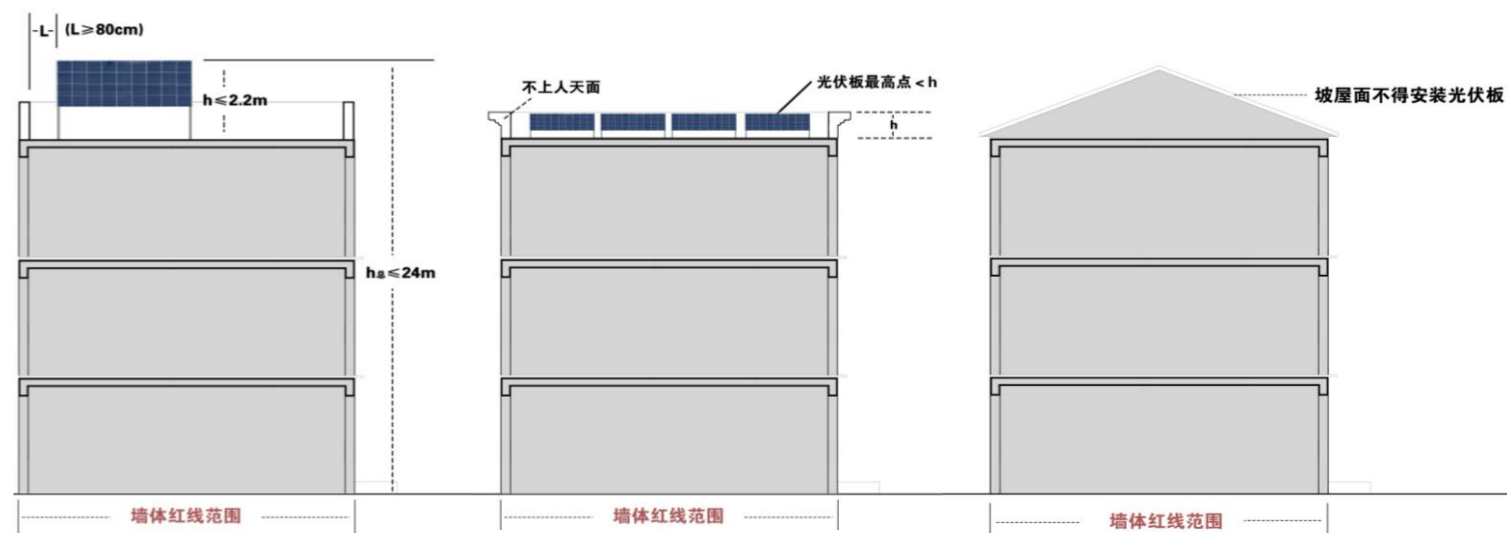 L (L≥80cm)
h≤2.2m
h总≤24m
墙体红线范围
不上人天面
光伏板最高点<h
h
墙体红线范围
坡屋面不得安装光伏板
墙体红线范围